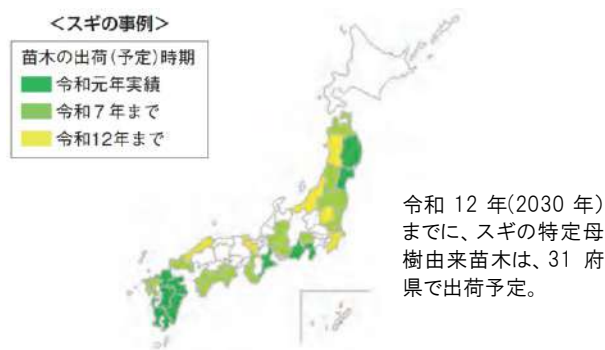 <スギの事例>
苗木の出荷(予定)時期
令和元年実績
令和7年まで
令和12年まで
令和 12 年(2030 年)
までに、スギの特定母
樹由来苗木は、31 府
県で出荷予定。